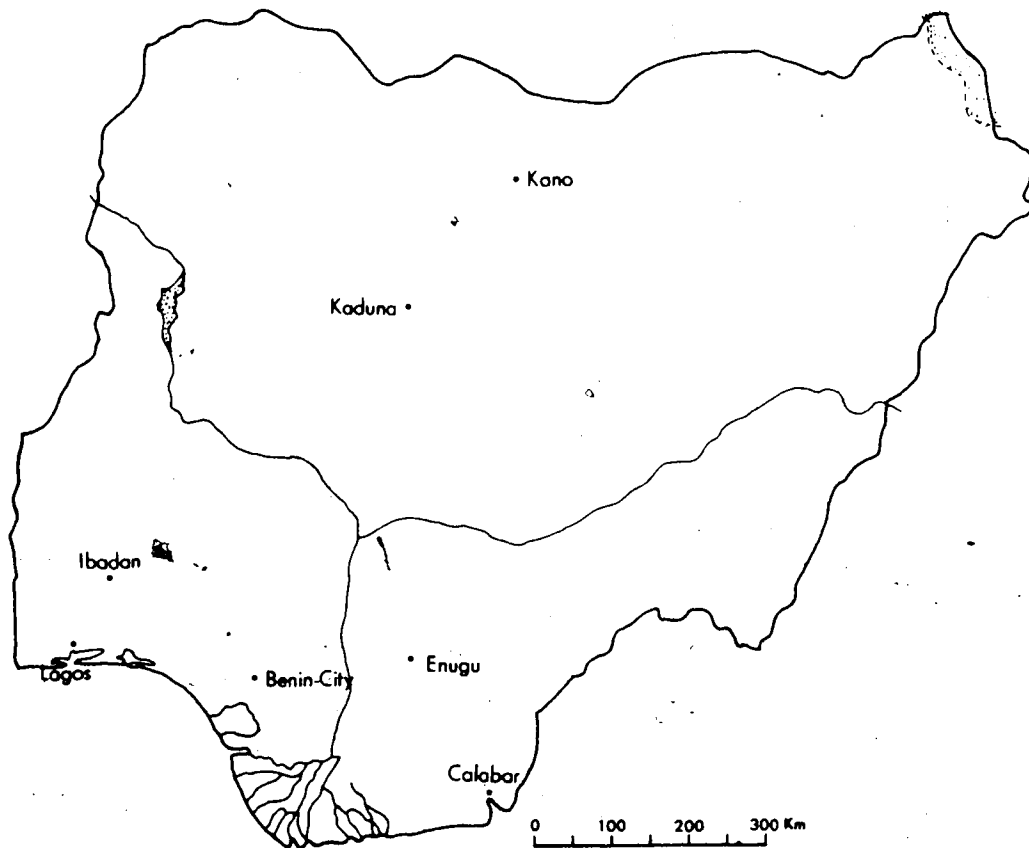 Kano
Kaduna
Ibadan
Lagos
Benin-City
Enugu
Calabar
0 100 200 300 Km